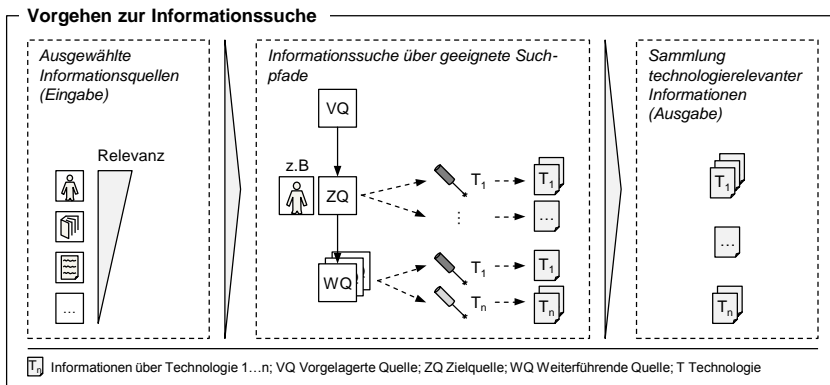 Vorgehen zur Informationssuche
Ausgewählte
Informationsquellen
(Eingabe)
Relevanz
...
Informationssuche über geeignete Such-
pfade
VQ
z.B
ZQ
WQ
T1
⋮
T1
Tn
T1
...
T1
Tn
Sammlung
technologierelevanter
Informationen
(Ausgabe)
T1
...
Tn
Tn Informationen über Technologie 1...n; VQ Vorgelagerte Quelle; ZQ Zielquelle; WQ Weiterführende Quelle; T Technologie